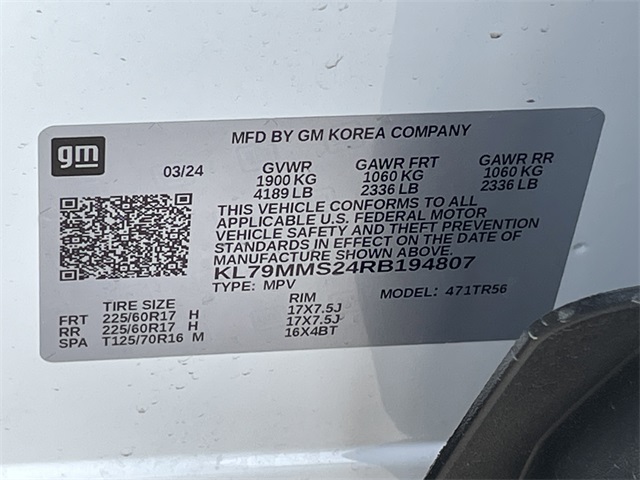 gm
MFD BY GM KOREA COMPANY
03/24 GVWR GAWR FRT GAWR RR
1900 KG 1060 KG 1060 KG
4189 LB 2336 LB 2336 LB
THIS VEHICLE CONFORMS TO ALL
APPLICABLE U.S. FEDERAL MOTOR
VEHICLE SAFETY AND THEFT PREVENTION
STANDARDS IN EFFECT ON THE DATE OF
MANUFACTURE SHOWN ABOVE.
KL79MMS24RB194807
TYPE: MPV MODEL: 471TR56
TIRE SIZE RIM
FRT 225/60R17 H 17X7.5J
RR 225/60R17 H 17X7.5J
SPA T125/70R16 M 16X4BT